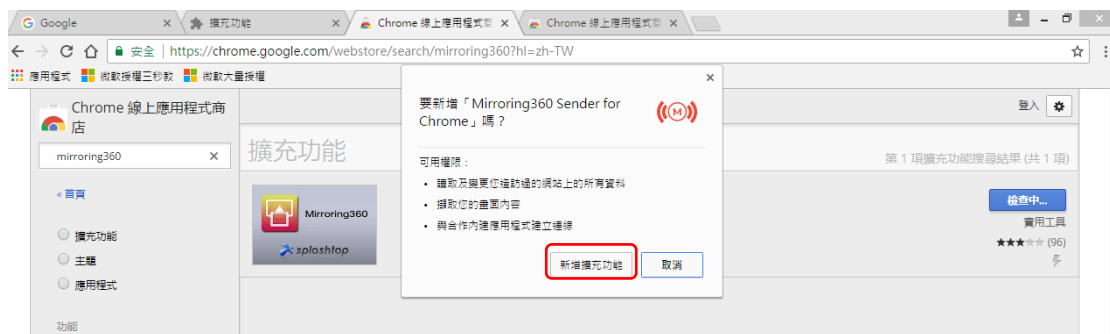 Google
擴充功能
Chrome 線上應用程式商
Chrome 線上應用程式商
安全 | https://chrome.google.com/webstore/search/mirroring360?hl=zh-TW
應用程式 微軟授權三秒教 微軟大量授權
Chrome 線上應用程式商店
登入
mirroring360
擴充功能
第 1 項擴充功能搜尋結果 (共 1 項)
«首頁
擴充功能
主題
應用程式
功能
Mirroring360
splashtop
要新增「Mirroring360 Sender for
Chrome」嗎？
M
可用權限：
• 讀取及變更您造訪過的網站上的所有資料
• 擷取您的畫面內容
• 與合作內建應用程式建立連線
新增擴充功能 取消
檢查中...
實用工具
(96)